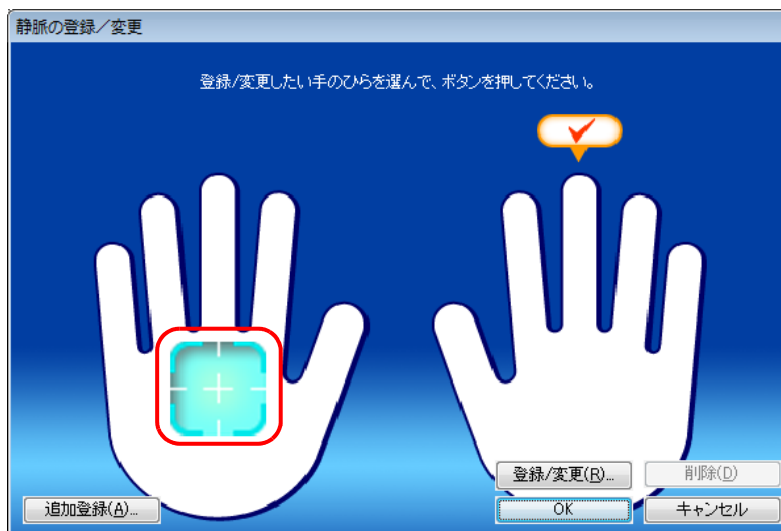 静脈の登録／変更
登録/変更したい手のひらを選んで、ボタンを押してください。
登録/変更(R)...
削除(D)
追加登録(A)...
OK
キャンセル